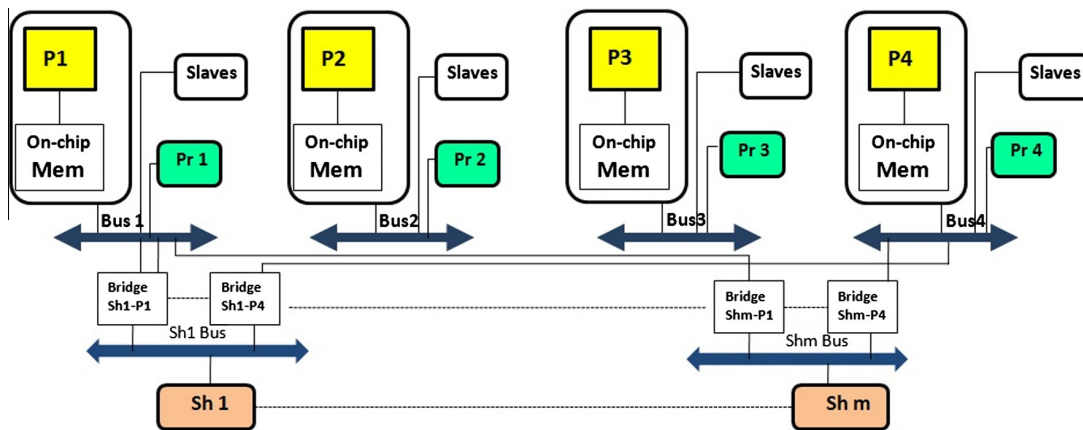 P1
Slaves
On-chip
Mem
Pr 1
Bus 1
P2
Slaves
On-chip
Mem
Pr 2
Bus2
P3
Slaves
On-chip
Mem
Pr 3
Bus3
P4
Slaves
On-chip
Mem
Pr 4
Bus4
Bridge
Sh1-P1
Bridge
Sh1-P4
Sh1 Bus
Sh 1
Bridge
Shm-P1
Bridge
Shm-P4
Shm Bus
Sh m